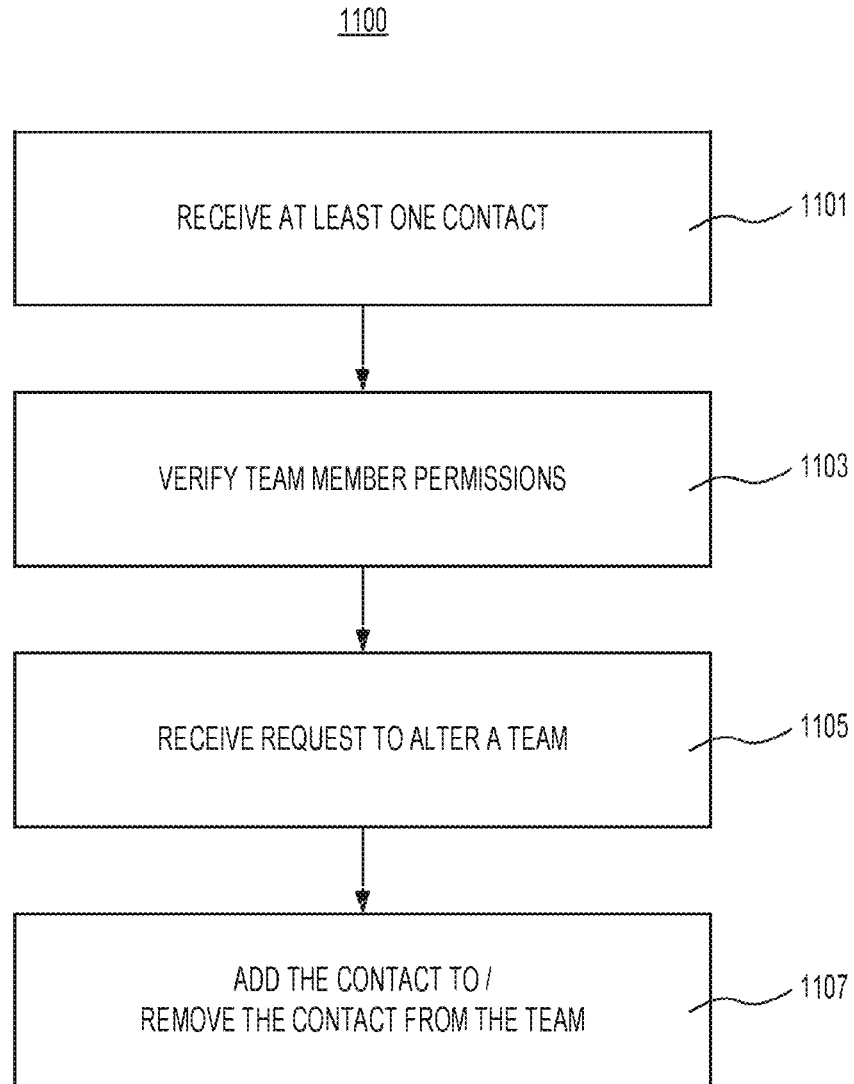 1100
RECEIVE AT LEAST ONE CONTACT
1101
VERIFY TEAM MEMBER PERMISSIONS
1103
RECEIVE REQUEST TO ALTER A TEAM
1105
ADD THE CONTACT TO /
REMOVE THE CONTACT FROM THE TEAM
1107